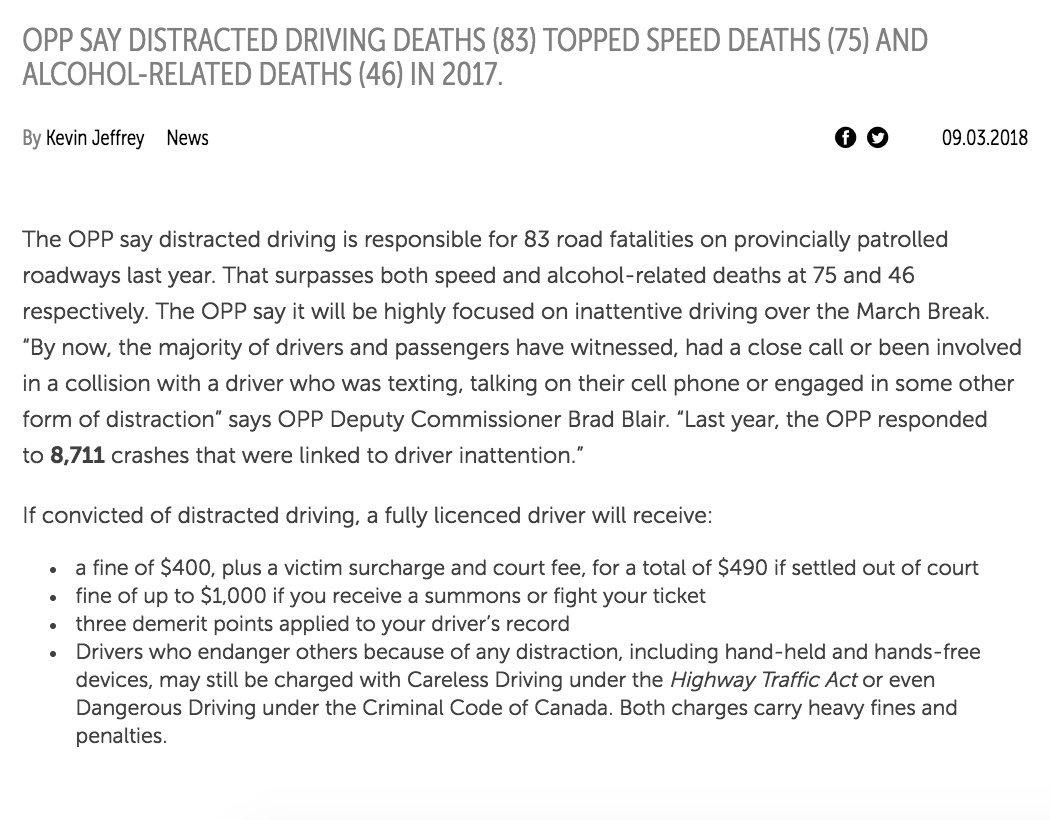 OPP SAY DISTRACTED DRIVING DEATHS (83) TOPPED SPEED DEATHS (75) AND
ALCOHOL-RELATED DEATHS (46) IN 2017.
By Kevin Jeffrey News 09.03.2018
The OPP say distracted driving is responsible for 83 road fatalities on provincially patrolled
roadways last year. That surpasses both speed and alcohol-related deaths at 75 and 46
respectively. The OPP say it will be highly focused on inattentive driving over the March Break.
“By now, the majority of drivers and passengers have witnessed, had a close call or been involved
in a collision with a driver who was texting, talking on their cell phone or engaged in some other
form of distraction” says OPP Deputy Commissioner Brad Blair. “Last year, the OPP responded
to 8,711 crashes that were linked to driver inattention.”
If convicted of distracted driving, a fully licenced driver will receive:
• a fine of $400, plus a victim surcharge and court fee, for a total of $490 if settled out of court
• fine of up to $1,000 if you receive a summons or fight your ticket
• three demerit points applied to your driver’s record
• Drivers who endanger others because of any distraction, including hand-held and hands-free
devices, may still be charged with Careless Driving under the Highway Traffic Act or even
Dangerous Driving under the Criminal Code of Canada. Both charges carry heavy fines and
penalties.